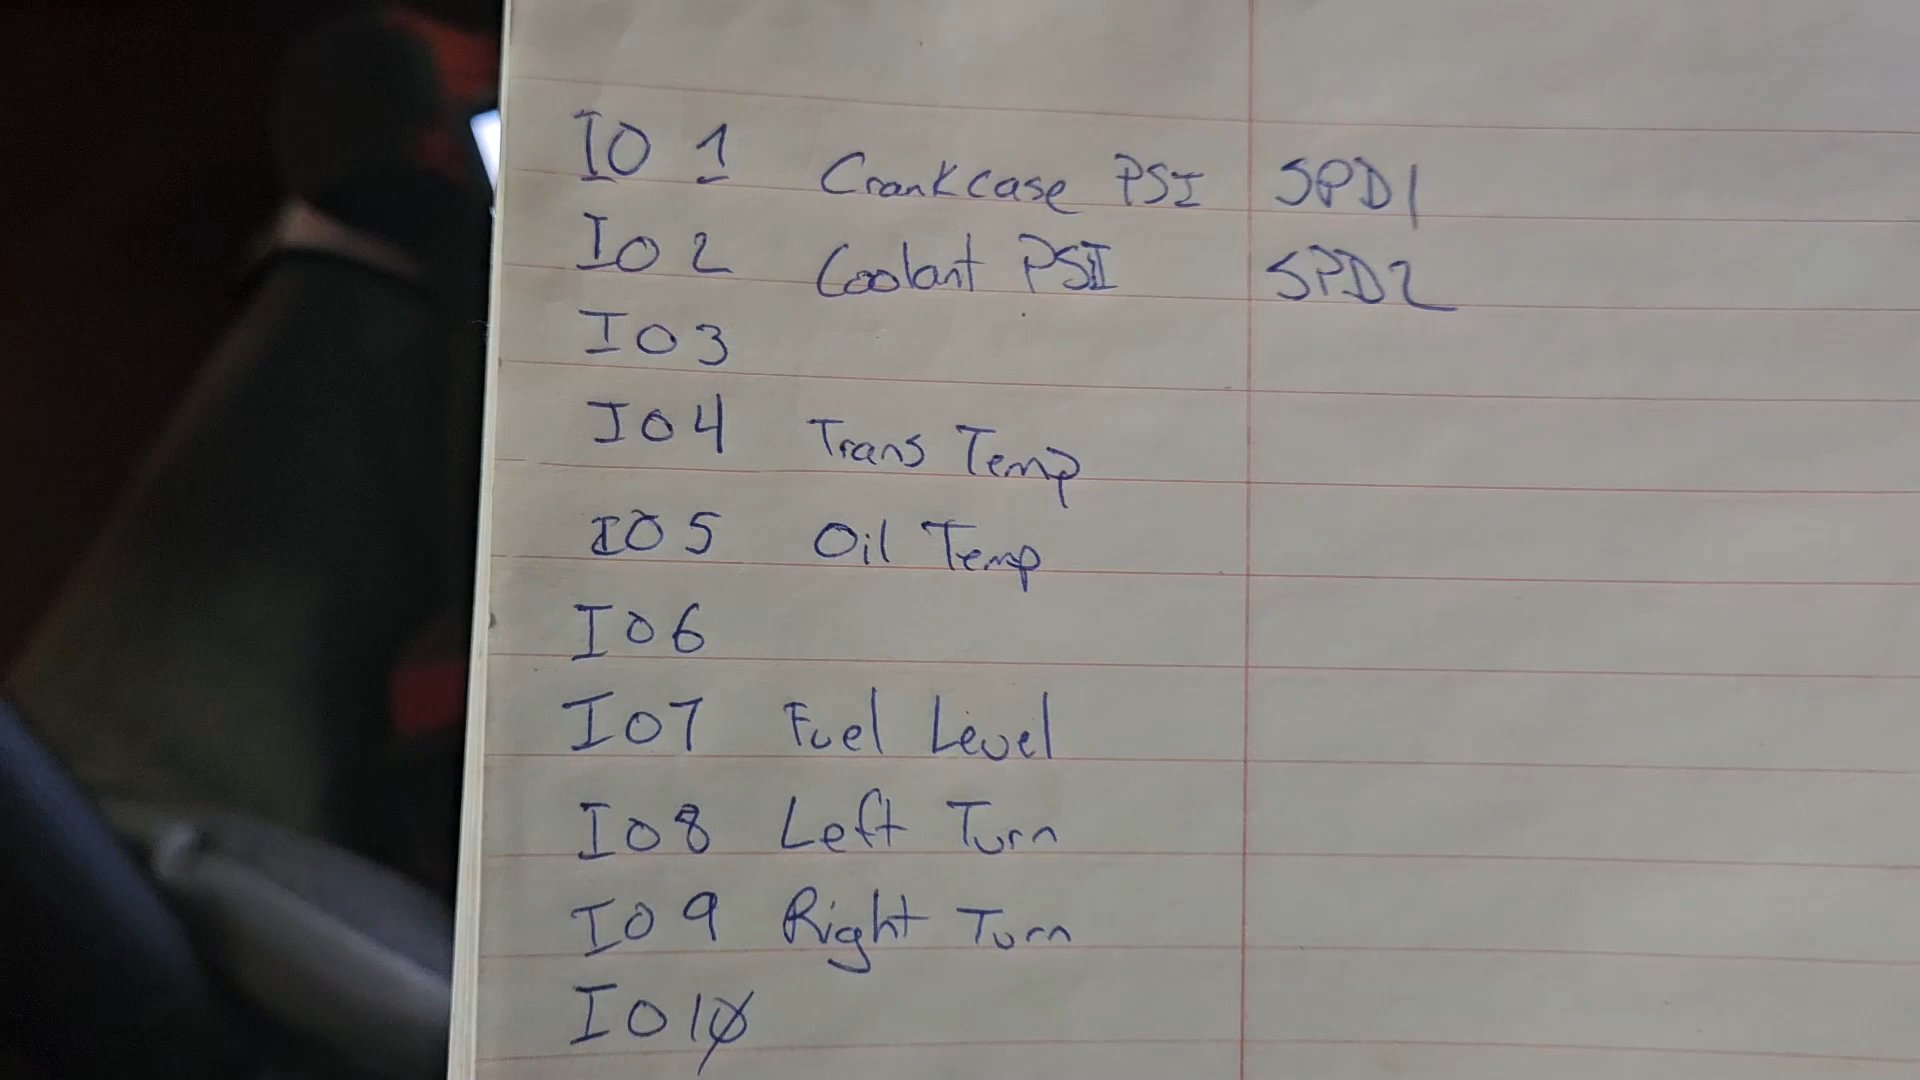 IO 1 Crankcase PSI SPD1
IO 2 Coolant PSI SPD2
IO3
IO4 Trans Temp
IO5 Oil Temp
IO6
IO7 Fuel Level
IO8 Left Turn
IO9 Right Turn
IO10